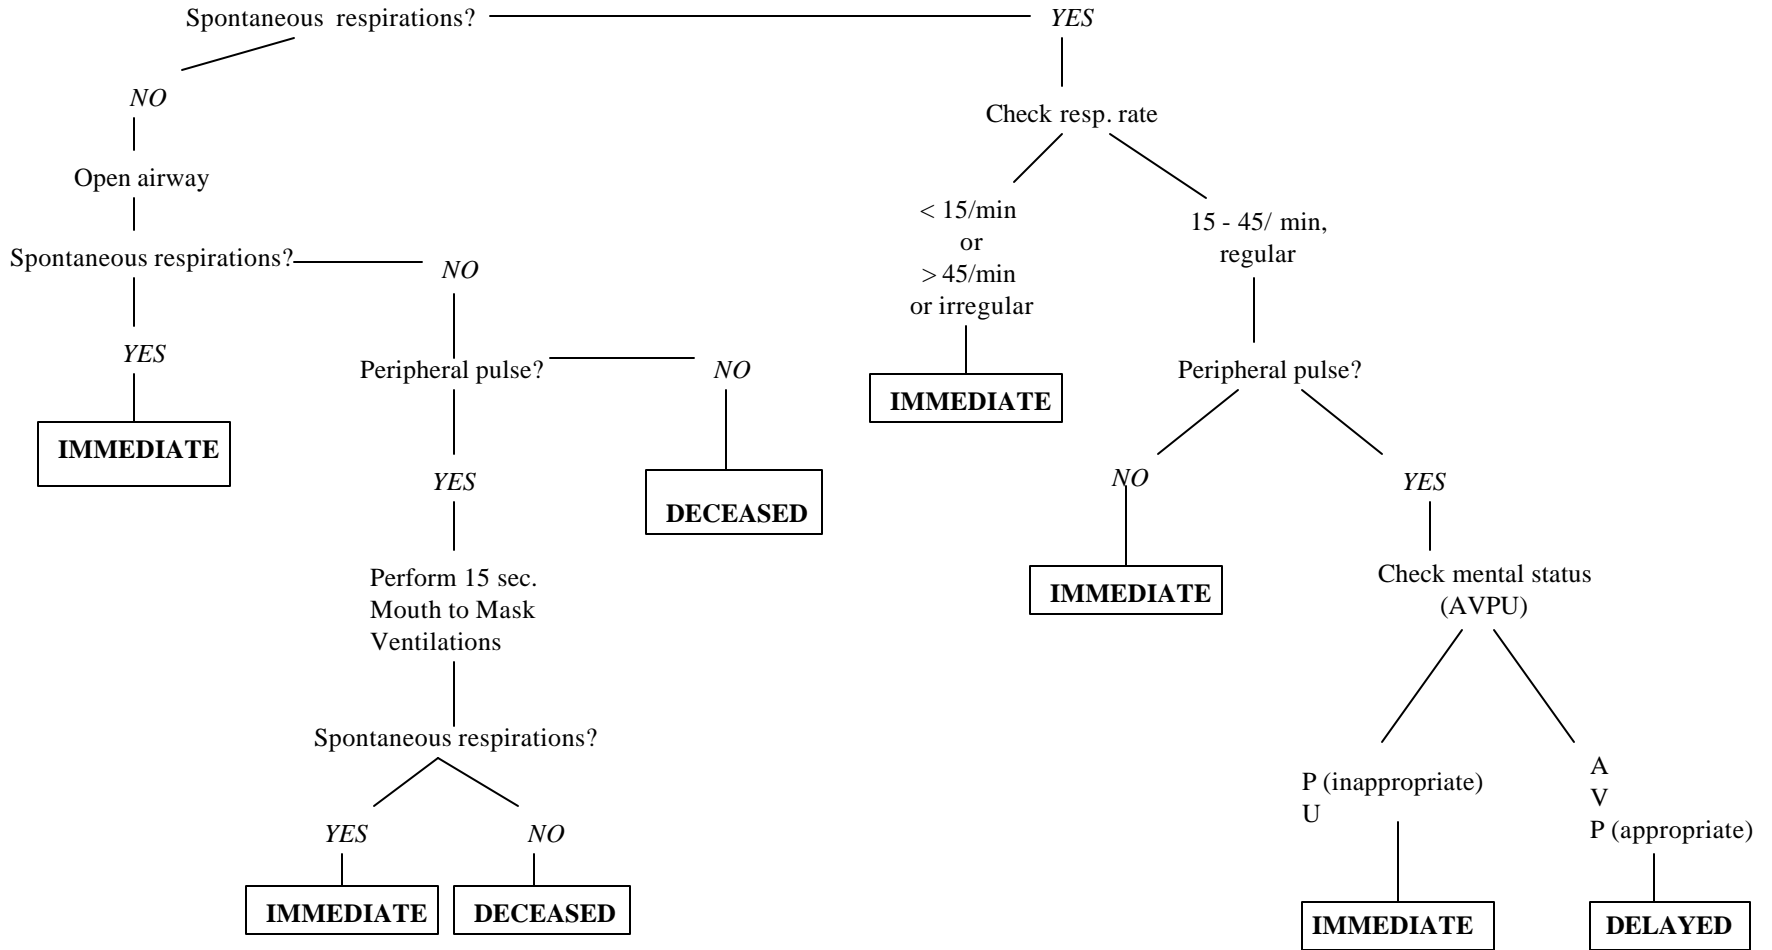 Spontaneous respirations?
YES
NO
Check resp. rate
Open airway
< 15/min
or
> 45/min
or irregular
15 - 45/ min,
regular
Spontaneous respirations?
NO
YES
Peripheral pulse?
NO
IMMEDIATE
Peripheral pulse?
IMMEDIATE
YES
DECEASED
NO
YES
Perform 15 sec.
Mouth to Mask
Ventilations
IMMEDIATE
Check mental status
(AVPU)
Spontaneous respirations?
P (inappropriate)
U
A
V
P (appropriate)
YES
NO
IMMEDIATE
DECEASED
IMMEDIATE
DELAYED